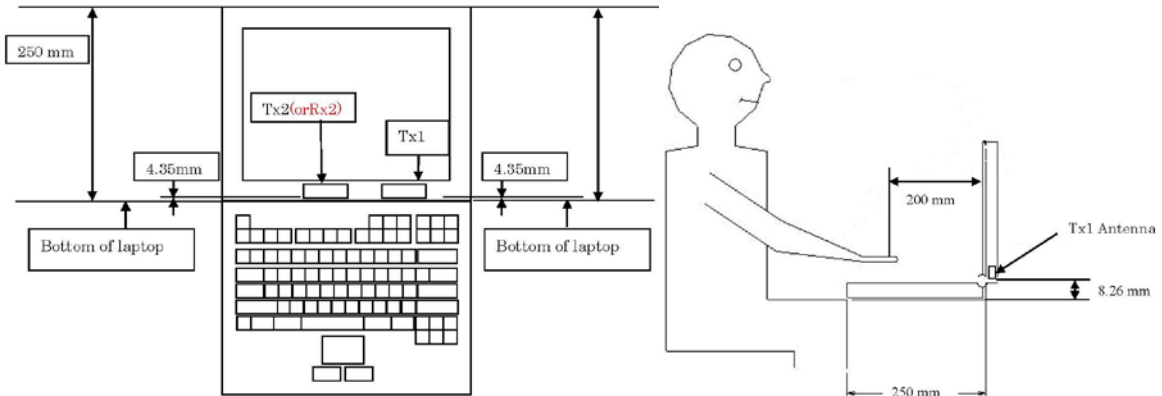 250 mm
Tx2(orRx2)
Tx1
4.35mm
4.35mm
Bottom of laptop
Bottom of laptop
200 mm
Tx1 Antenna
8.26 mm
250 mm